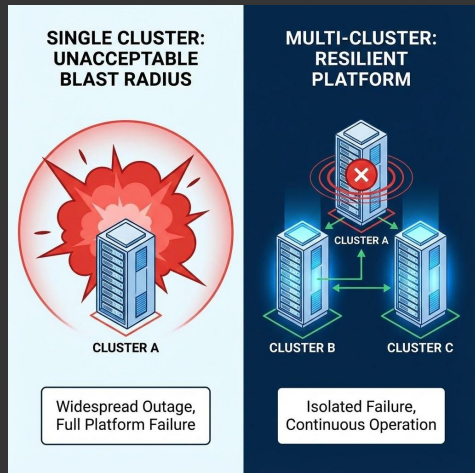 SINGLE CLUSTER:
UNACCEPTABLE
BLAST RADIUS
CLUSTER A
Widespread Outage,
Full Platform Failure
MULTI-CLUSTER:
RESILIENT
PLATFORM
CLUSTER A
CLUSTER B
CLUSTER C
Isolated Failure,
Continuous Operation